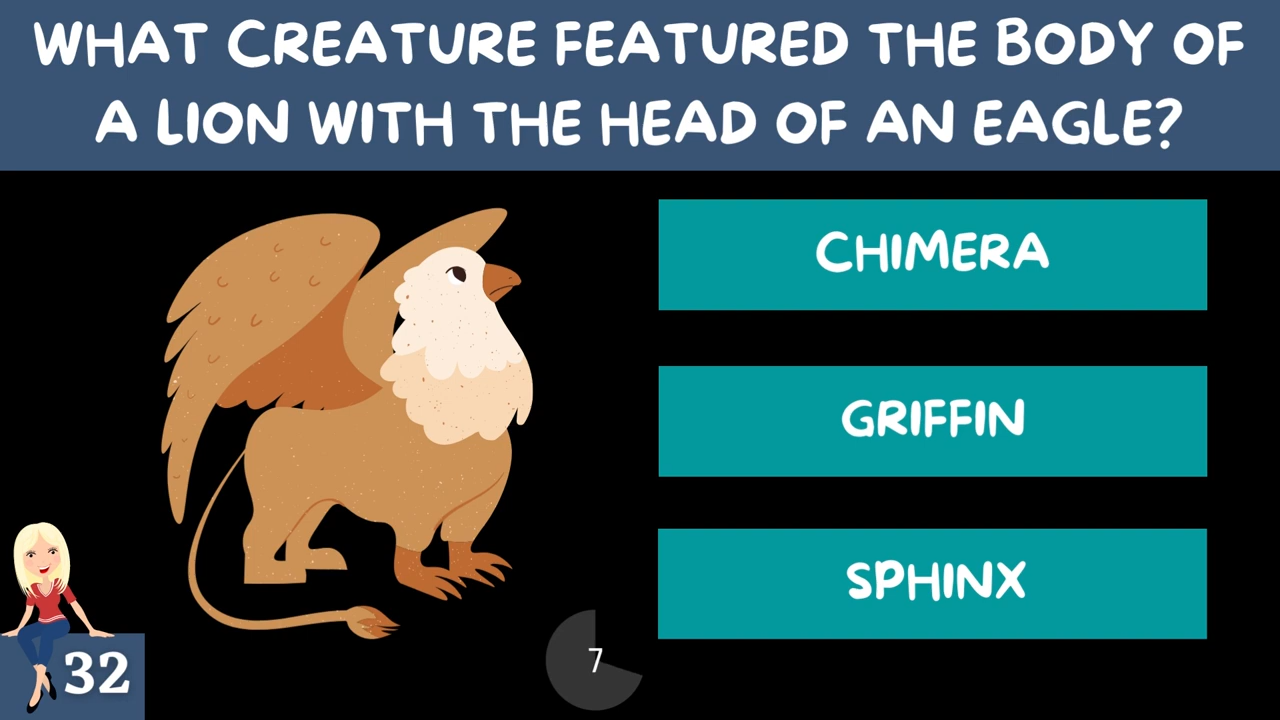 WHAT CREATURE FEATURED THE BODY OF
A LION WITH THE HEAD OF AN EAGLE?
CHIMERA
GRIFFIN
SPHINX
7
32